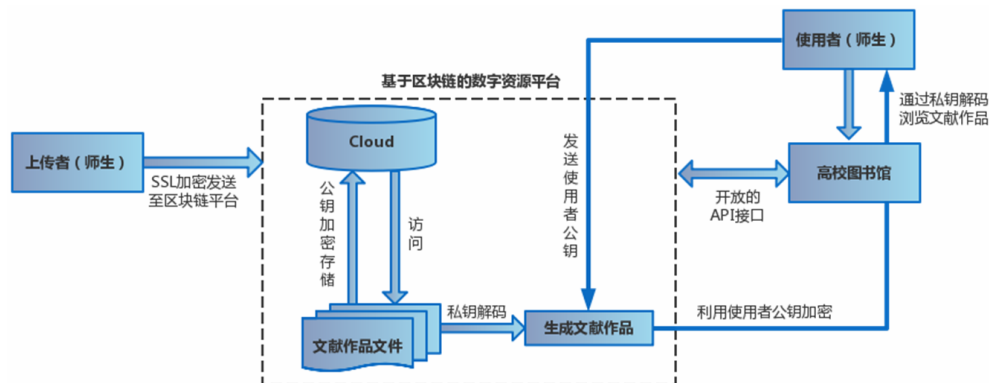 使用者（师生）
基于区块链的数字资源平台
通过私钥解码
浏览文献作品
Cloud
上传者（师生）
SSL加密发送
至区块链平台
公钥加密存储
访问
发送使用者公钥
高校图书馆
开放的
API接口
文献作品文件
私钥解码
生成文献作品
利用使用者公钥加密